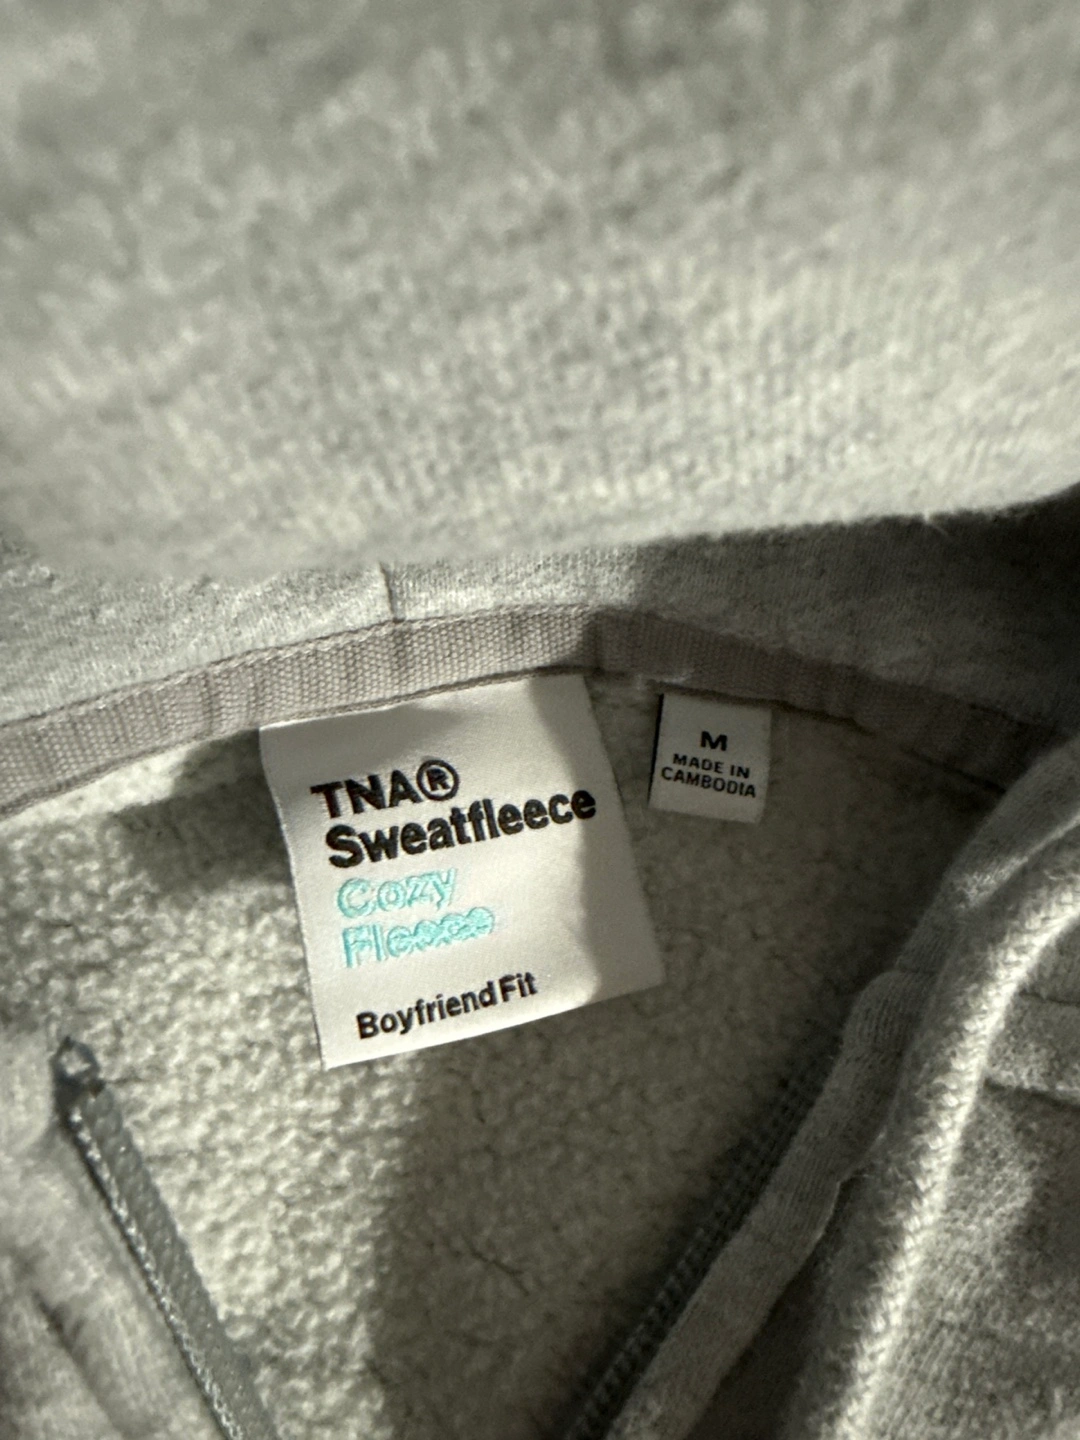 TNA®
Sweatfleece
Cozy
Fleece
Boyfriend Fit
M
MADE IN
CAMBODIA